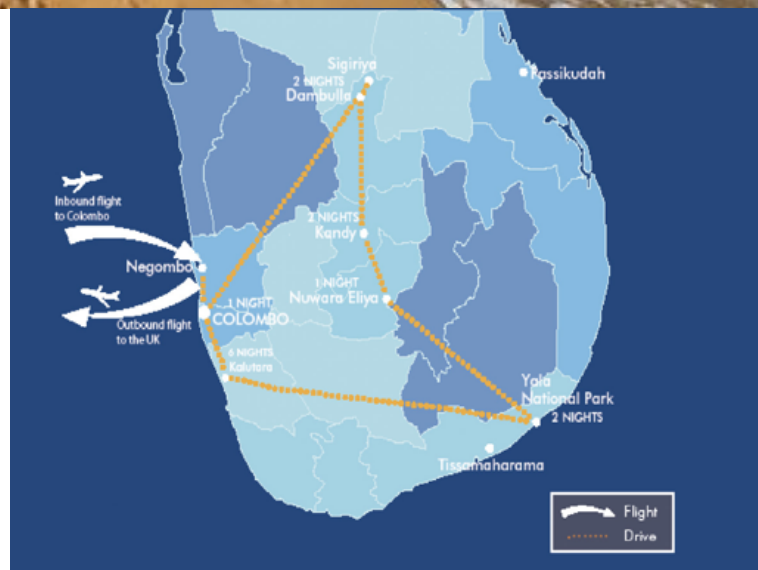 Sigiriya
2 NIGHTS
Dambulla
Passikudah
Inbound flight
to Colombo
2 NIGHTS
Kandy
Negombo
1 NIGHT
Nuwara Eliya
1 NIGHT
COLOMBO
Outbound flight
to the UK
6 NIGHTS
Kalutara
Yala
National Park
2 NIGHTS
Tissamaharama
Flight
Drive